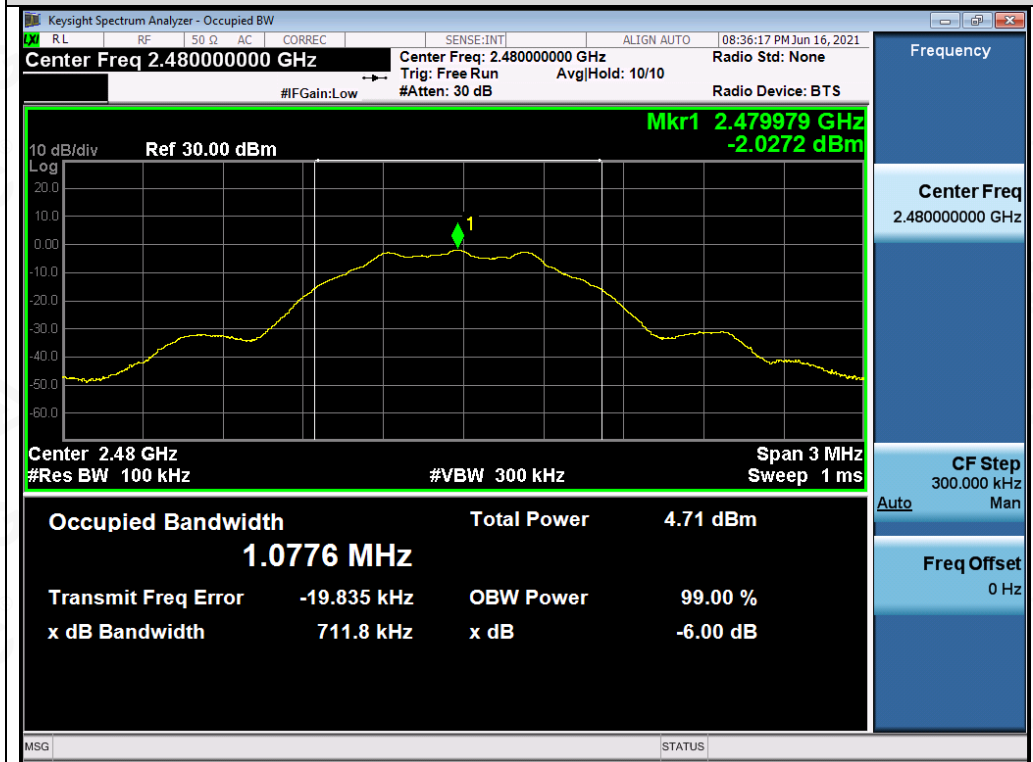 Keysight Spectrum Analyzer - Occupied BW
LXI RL RF 50 Ω AC CORREC SENSE:INT ALIGN AUTO 08:36:17 PM Jun 16, 2021
Center Freq 2.480000000 GHz
Center Freq: 2.480000000 GHz
Radio Std: None
Trig: Free Run Avg|Hold: 10/10
#IFGain:Low
#Atten: 30 dB
Radio Device: BTS
Frequency
Mkr1 2.479979 GHz
-2.0272 dBm
10 dB/div Ref 30.00 dBm
Log
20.0
10.0
0.00
-10.0
-20.0
-30.0
-40.0
-50.0
-60.0
1
Center 2.48 GHz
Span 3 MHz
#Res BW 100 kHz
#VBW 300 kHz
Sweep 1 ms
Center Freq
2.480000000 GHz
CF Step
300.000 kHz
Auto Man
Freq Offset
0 Hz
Occupied Bandwidth
Total Power 4.71 dBm
1.0776 MHz
Transmit Freq Error -19.835 kHz
OBW Power 99.00 %
x dB Bandwidth 711.8 kHz
x dB -6.00 dB
MSG
STATUS